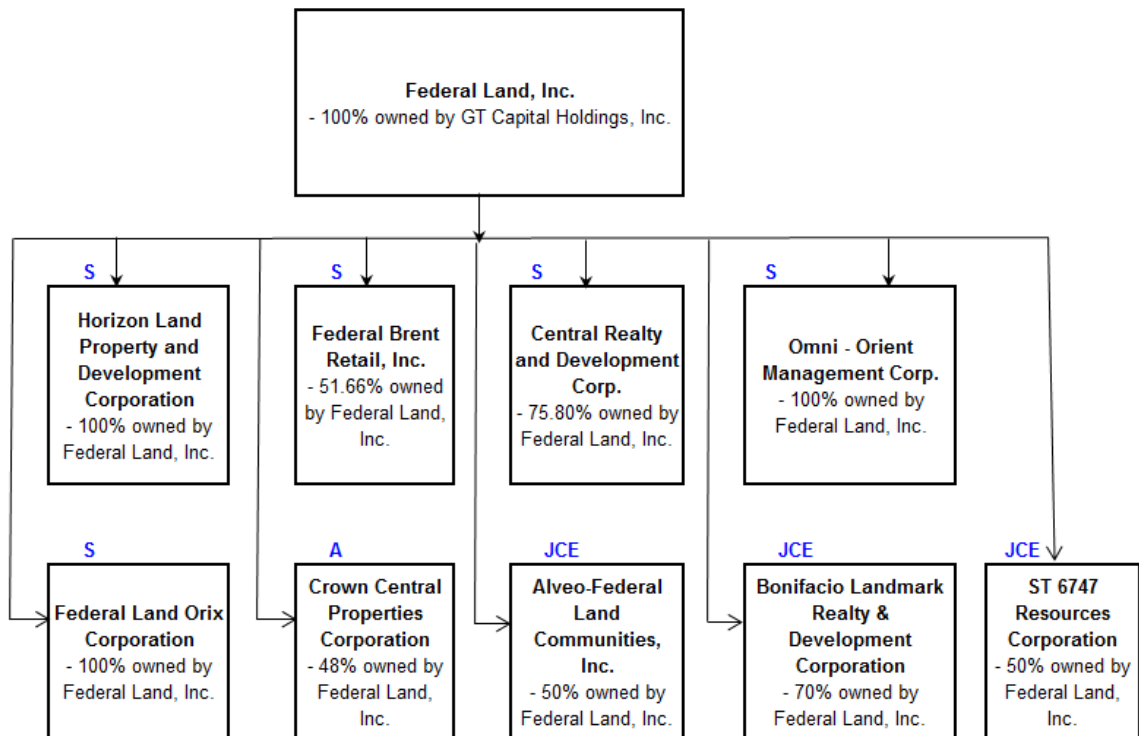 Federal Land, Inc.
- 100% owned by GT Capital Holdings, Inc.
S
Horizon Land
Property and
Development
Corporation
- 100% owned by
Federal Land, Inc.
S
Federal Brent
Retail, Inc.
- 51.66% owned
by Federal Land,
Inc.
S
Central Realty
and Development
Corp.
- 75.80% owned by
Federal Land, Inc.
S
Omni - Orient
Management Corp.
- 100% owned by
Federal Land, Inc.
S
Federal Land Orix
Corporation
- 100% owned by
Federal Land, Inc.
A
Crown Central
Properties
Corporation
- 48% owned by
Federal Land,
Inc.
JCE
Alveo-Federal
Land
Communities,
Inc.
- 50% owned by
Federal Land, Inc.
JCE
Bonifacio Landmark
Realty &
Development
Corporation
- 70% owned by
Federal Land, Inc.
JCE
ST 6747
Resources
Corporation
- 50% owned by
Federal Land,
Inc.